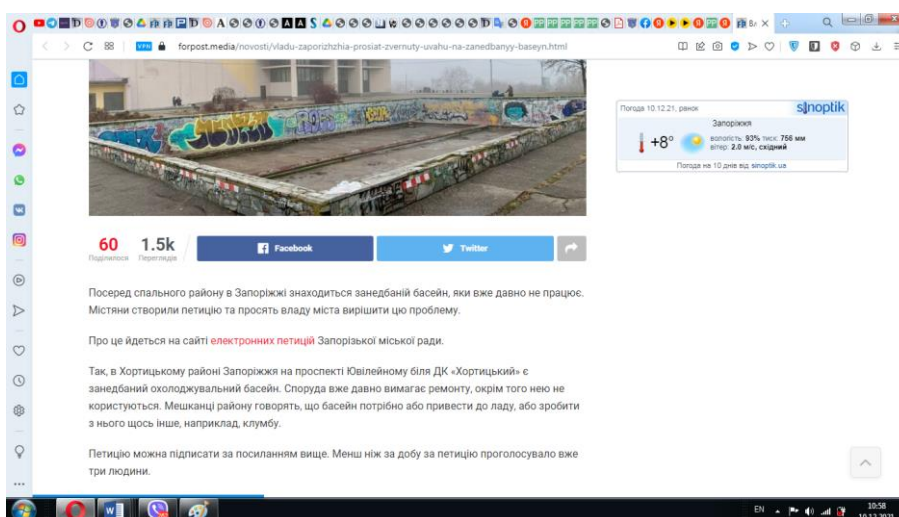 forpost.media/novosti/vladu-zaporizhzhia-prosiat-zvernuty-uvahu-na-zanedbanyy-baseyn.html
Погода 10.12.21, ранок
sinoptik
Запоріжжя
+8°
вологість: 93% тиск: 756 мм
вітер: 2.0 м/с, східний
Погода на 10 днів від sinoptik.ua
60
Поділилося
1.5k
Переглядів
Facebook
Twitter
Посеред спального району в Запоріжжі знаходиться занедбаній басейн, яки вже давно не працює.
Містяни створили петицію та просять владу міста вирішити цю проблему.
Про це йдеться на сайті електронних петицій Запорізької міської ради.
Так, в Хортицькому районі Запоріжжя на проспекті Ювілейному біля ДК «Хортицький» є
занедбаний охолоджувальний басейн. Споруда вже давно вимагає ремонту, окрім того нею не
користуються. Мешканці району говорять, що басейн потрібно або привести до ладу, або зробити
з нього щось інше, наприклад, клумбу.
Петицію можна підписати за посиланням вище. Менш ніж за добу за петицію проголосувало вже
три людини.
EN
10:58
10.12.2021